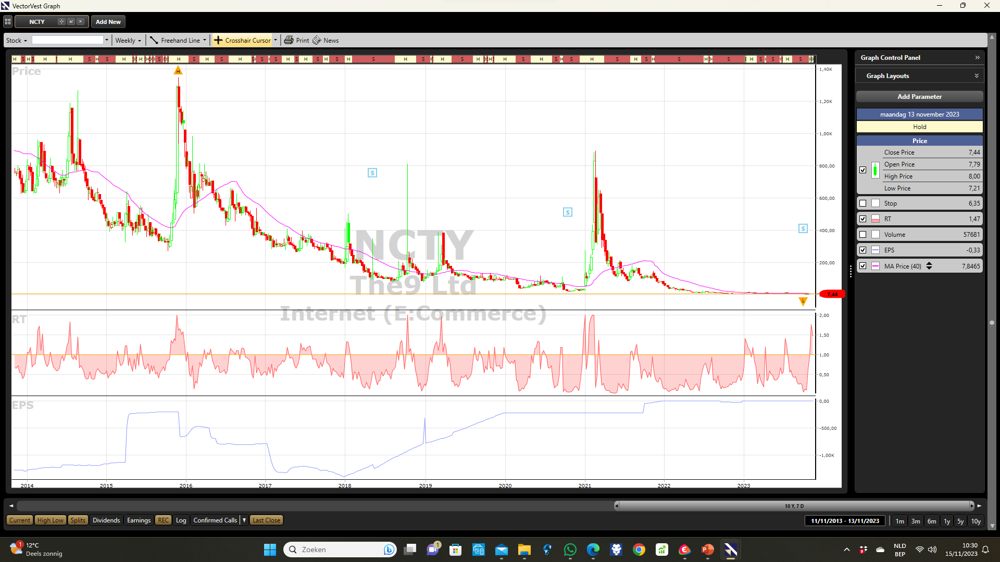 VectorVest Graph
NCTY
Add New
Stock
Weekly
Freehand Line
Crosshair Cursor
Print
News
Price
NCTY
The9 Ltd
Internet (E:Commerce)
H
S
S
S
L
1,40K
1,20K
1,00K
800,00
600,00
400,00
200,00
7,44
RT
2,00
1,50
1,00
0,50
EPS
0,00
-500,00
-1,00K
2014 2015 2016 2017 2018 2019 2020 2021 2022 2023
Graph Control Panel
Graph Layouts
Add Parameter
maandag 13 november 2023
Hold
Price
Close Price 7,44
Open Price 7,79
High Price 8,00
Low Price 7,21
Stop 6,35
RT 1,47
Volume 57681
EPS -0,33
MA Price (40) 7,8465
10 Y, 7 D
Current High Low Splits Dividends Earnings REC Log Confirmed Calls Last Close
11/11/2013 - 13/11/2023
1m 3m 6m 1y 5y 10y
1
12°C
Deels zonnig
Zoeken
1
NLD
BEP
10:30
15/11/2023